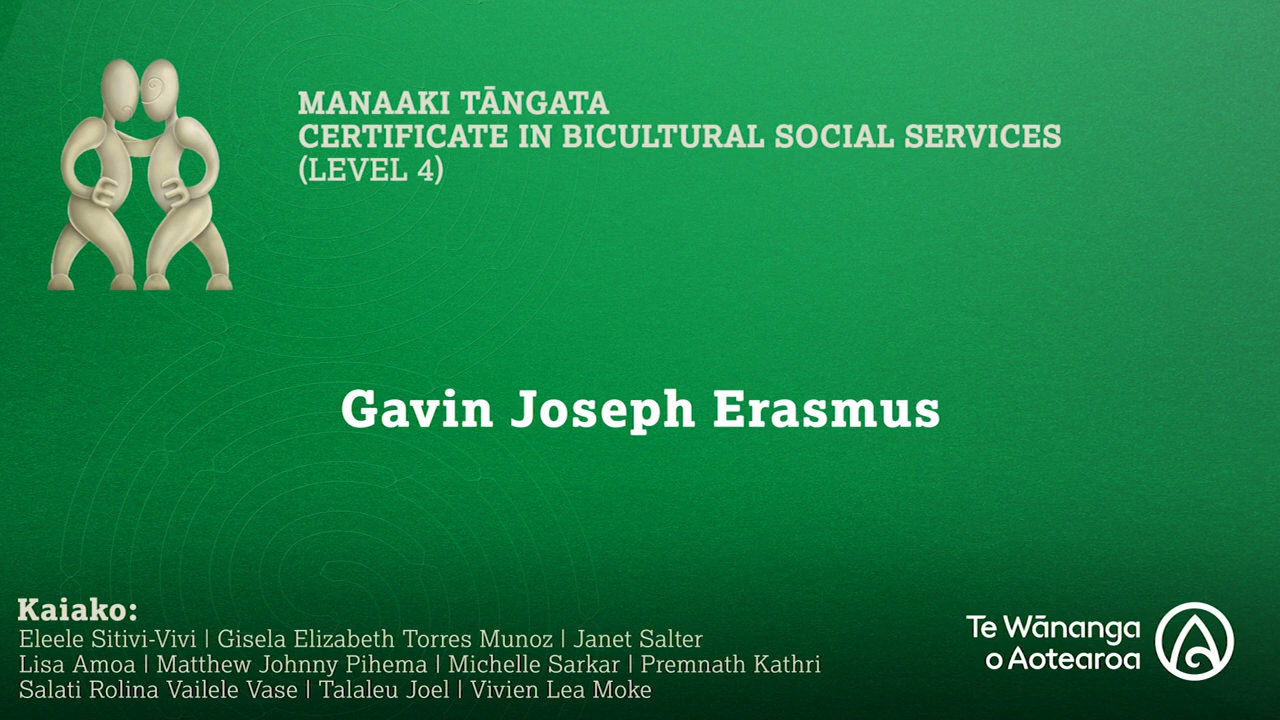 MANAAKI TĀNGATA
CERTIFICATE IN BICULTURAL SOCIAL SERVICES
(LEVEL 4)
Gavin Joseph Erasmus
Kaiako:
Eleele Sitivi-Vivi | Gisela Elizabeth Torres Munoz | Janet Salter
Lisa Amoa | Matthew Johnny Pihema | Michelle Sarkar | Premnath Kathri
Salati Rolina Vailele Vase | Talaleu Joel | Vivien Lea Moke
Te Wānanga
o Aotearoa